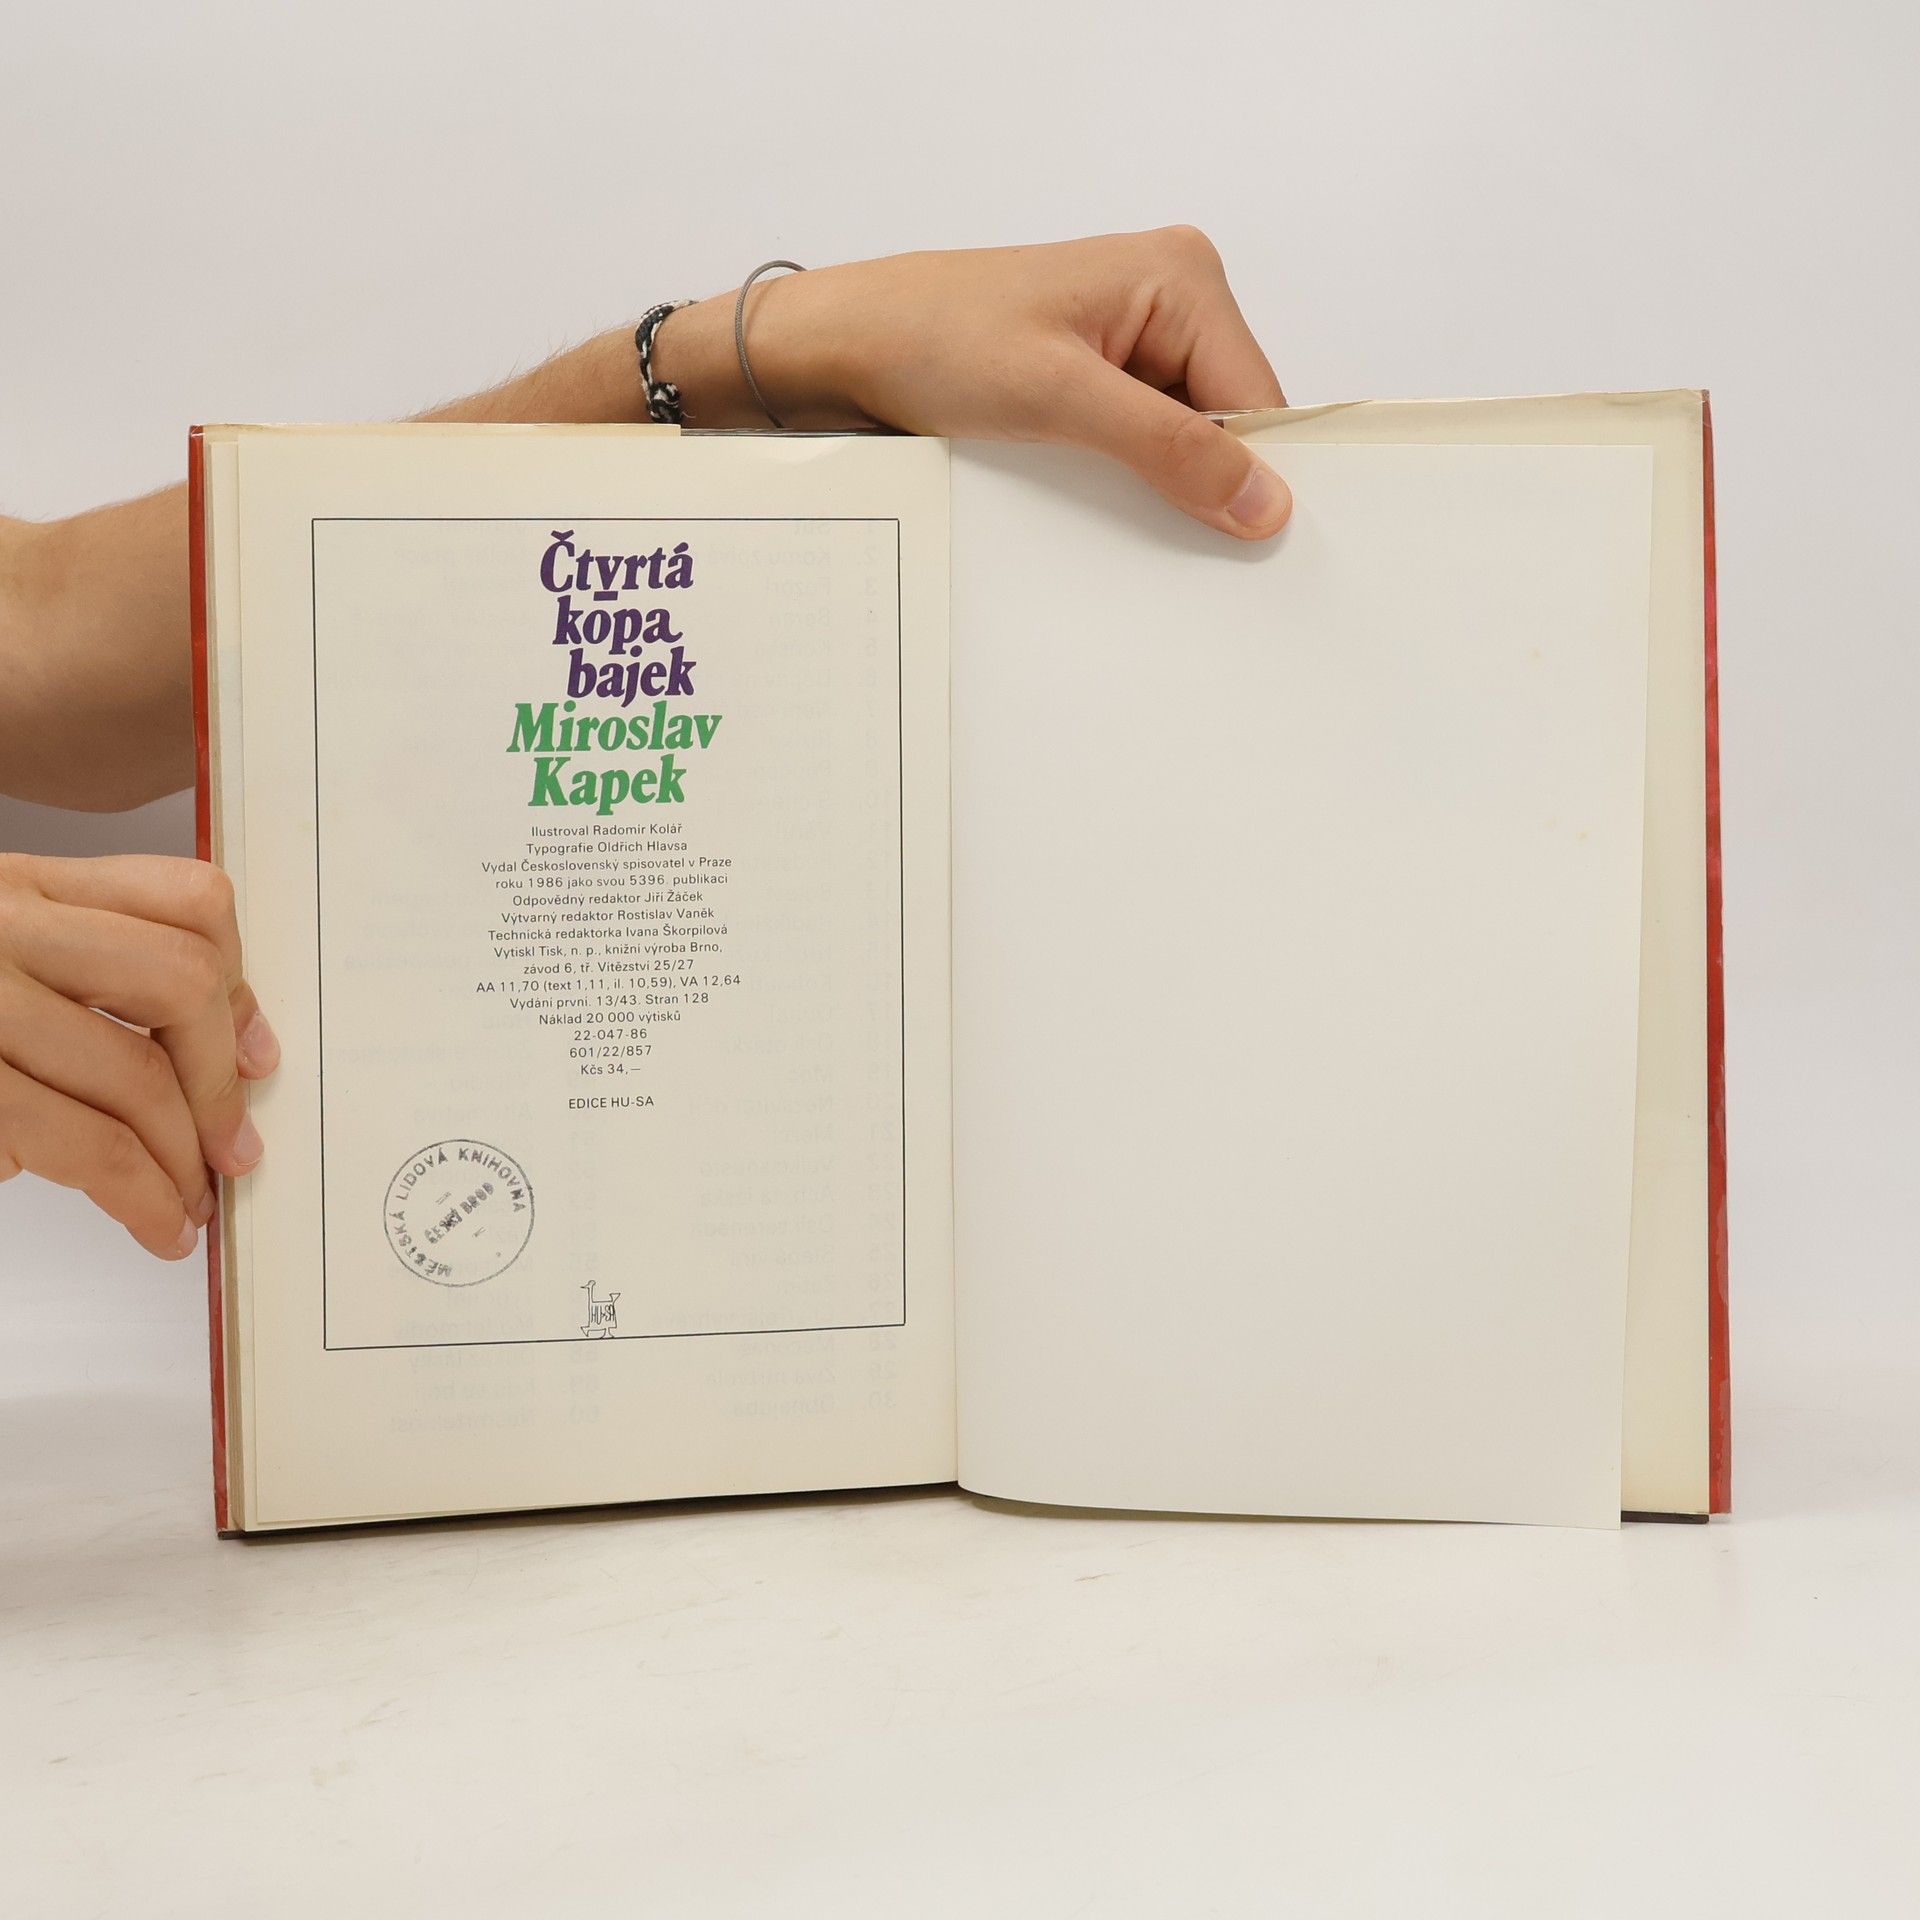 Čtvrtá
kopa
bajek
Miroslav
Kapek
Ilustroval Radomír Kolář
Typografie Oldřich Hlavsa
Vydal Československý spisovatel v Praze
roku 1986 jako svou 5396. publikaci
Odpovědný redaktor Jiří Žáček
Výtvarný redaktor Rostislav Vaněk
Technická redaktorka Ivana Škorpilová
Vytiskl Tisk, n. p., knižní výroba Brno,
závod 6, tř. Vítězství 25/27
AA 11,70 (text 1,11, il. 10,59), VA 12,64
Vydání první. 13/43. Stran 128
Náklad 20 000 výtisků
22-047-86
601/22/857
Kčs 34,—
EDICE HU-SA
MĚSTSKÁ LIDOVÁ KNIHOVNA
ČESKÝ BROD
HU-SA